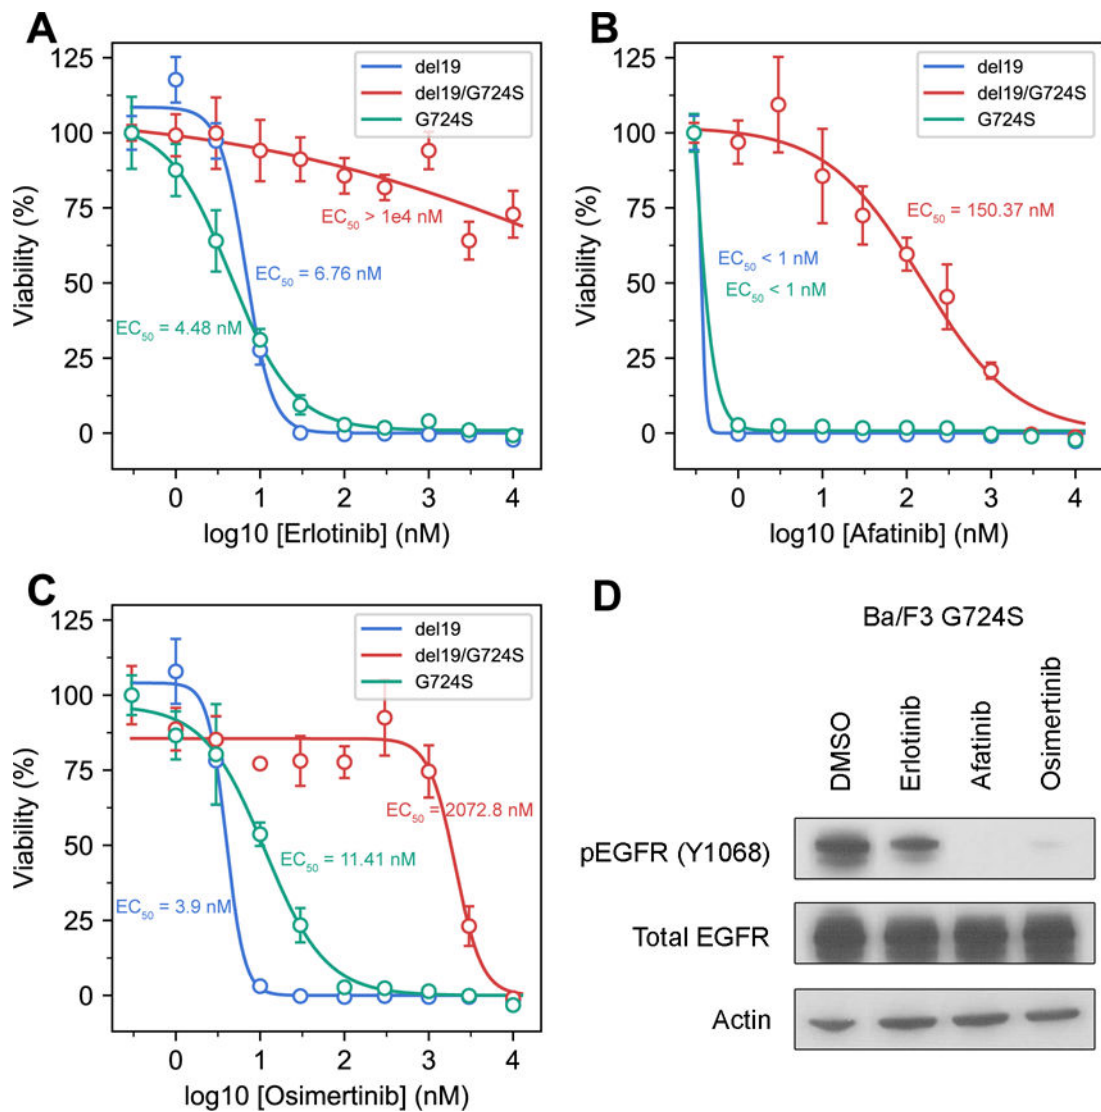 A
125
100
75
50
25
0
Viability (%)
del19
del19/G724S
G724S
EC50 > 1e4 nM
EC50 = 6.76 nM
EC50 = 4.48 nM
0 1 2 3 4
log10 [Erlotinib] (nM)
B
125
100
75
50
25
0
Viability (%)
del19
del19/G724S
G724S
EC50 = 150.37 nM
EC50 < 1 nM
EC50 < 1 nM
0 1 2 3 4
log10 [Afatinib] (nM)
C
125
100
75
50
25
0
Viability (%)
del19
del19/G724S
G724S
EC50 = 2072.8 nM
EC50 = 11.41 nM
EC50 = 3.9 nM
0 1 2 3 4
log10 [Osimertinib] (nM)
D
Ba/F3 G724S
DMSO
Erlotinib
Afatinib
Osimertinib
pEGFR (Y1068)
Total EGFR
Actin